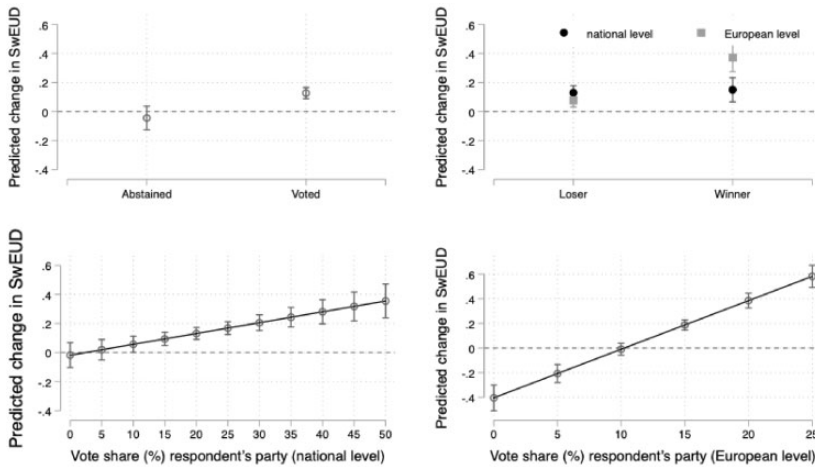 Predicted change in SwEUD
.6
.4
.2
0
-.2
-.4
Abstained
Voted
Predicted change in SwEUD
.6
.4
.2
0
-.2
-.4
national level
European level
Loser
Winner
Predicted change in SwEUD
.6
.4
.2
0
-.2
-.4
0 5 10 15 20 25 30 35 40 45 50
Vote share (%) respondent's party (national level)
Predicted change in SwEUD
.6
.4
.2
0
-.2
-.4
0 5 10 15 20 25
Vote share (%) respondent's party (European level)